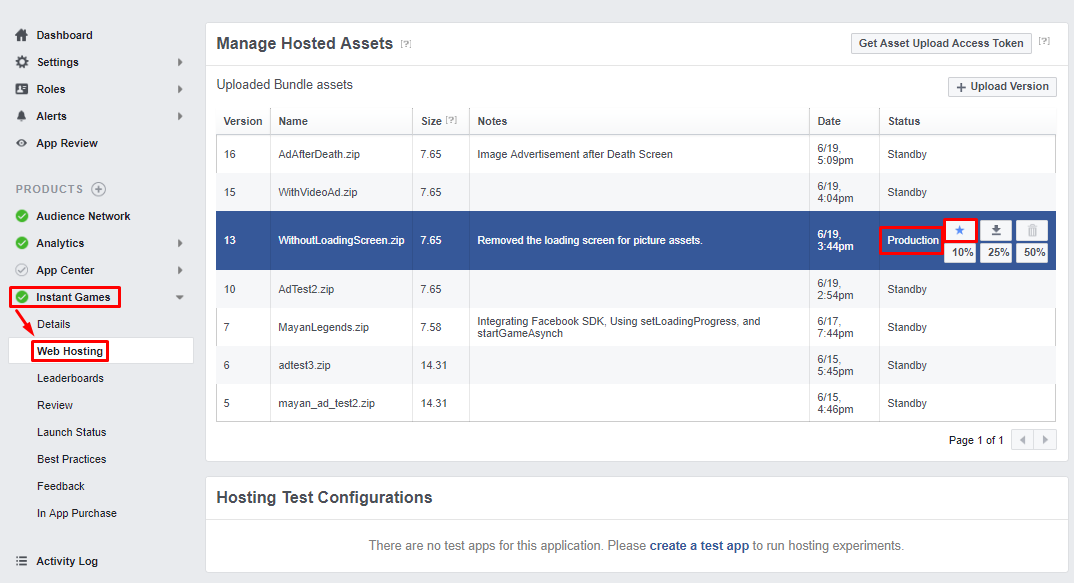 Dashboard
Settings
Roles
Alerts
App Review
PRODUCTS
Audience Network
Analytics
App Center
Instant Games
Details
Web Hosting
Leaderboards
Review
Launch Status
Best Practices
Feedback
In App Purchase
Activity Log
Manage Hosted Assets [?]
Get Asset Upload Access Token [?]
Uploaded Bundle assets
+ Upload Version
Version Name Size [?] Notes Date Status
16 AdAfterDeath.zip 7.65 Image Advertisement after Death Screen 6/19, 5:09pm Standby
15 WithVideoAd.zip 7.65 6/19, 4:04pm Standby
13 WithoutLoadingScreen.zip 7.65 Removed the loading screen for picture assets. 6/19, 3:44pm Production
10% 25% 50%
10 AdTest2.zip 7.65 6/19, 2:54pm Standby
7 MayanLegends.zip 7.58 Integrating Facebook SDK, Using setLoadingProgress, and startGameAsynch 6/17, 7:44pm Standby
6 adtest3.zip 14.31 6/15, 5:45pm Standby
5 mayan_ad_test2.zip 14.31 6/15, 4:46pm Standby
Page 1 of 1
Hosting Test Configurations
There are no test apps for this application. Please create a test app to run hosting experiments.